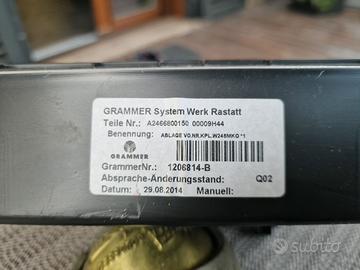 GRAMMER System Werk Rastatt
Teile Nr.: A2466800150 00009H44
Benennung: ABLAGE VO.NR.KPL.W246MKO *1
GRAMMER
GrammerNr.: 1206814-B
Absprache-Änderungsstand: Q02
Datum: 29.08.2014 Manuell:
subito